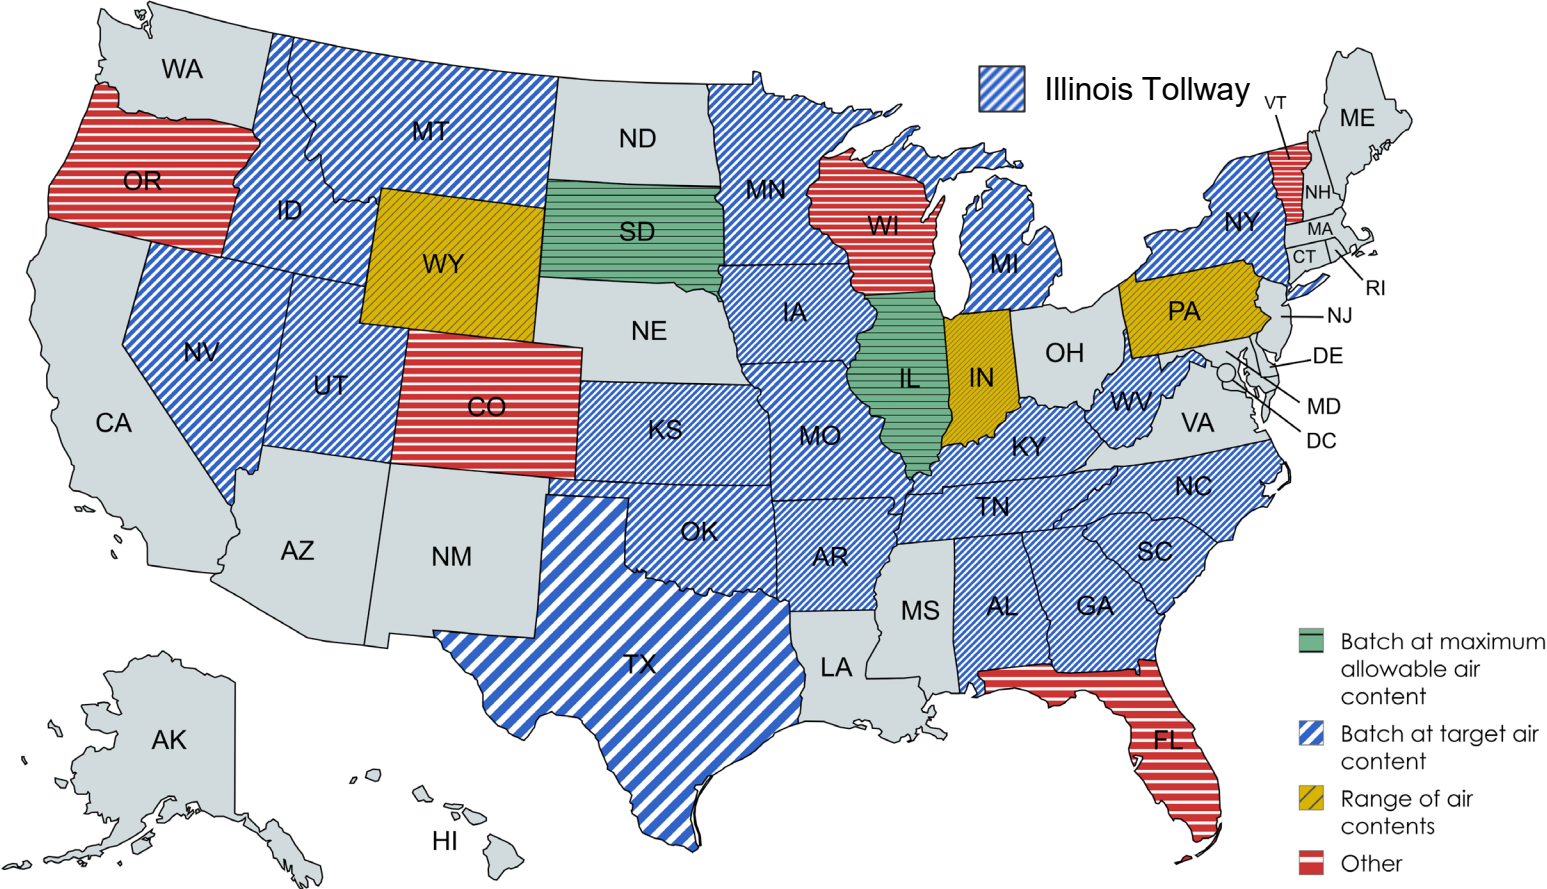 WA
MT
ND
MN
Illinois Tollway
VT
ME
OR
ID
SD
WI
NY
NH
MA
CT
RI
WY
MI
IA
PA
NJ
NE
NV
UT
CO
IL
IN
OH
DE
MD
DC
WV
VA
CA
KS
MO
KY
NC
TN
AZ
NM
OK
AR
SC
MS
AL
GA
TX
LA
FL
AK
HI
Batch at maximum
allowable air
content
Batch at target air
content
Range of air
contents
Other